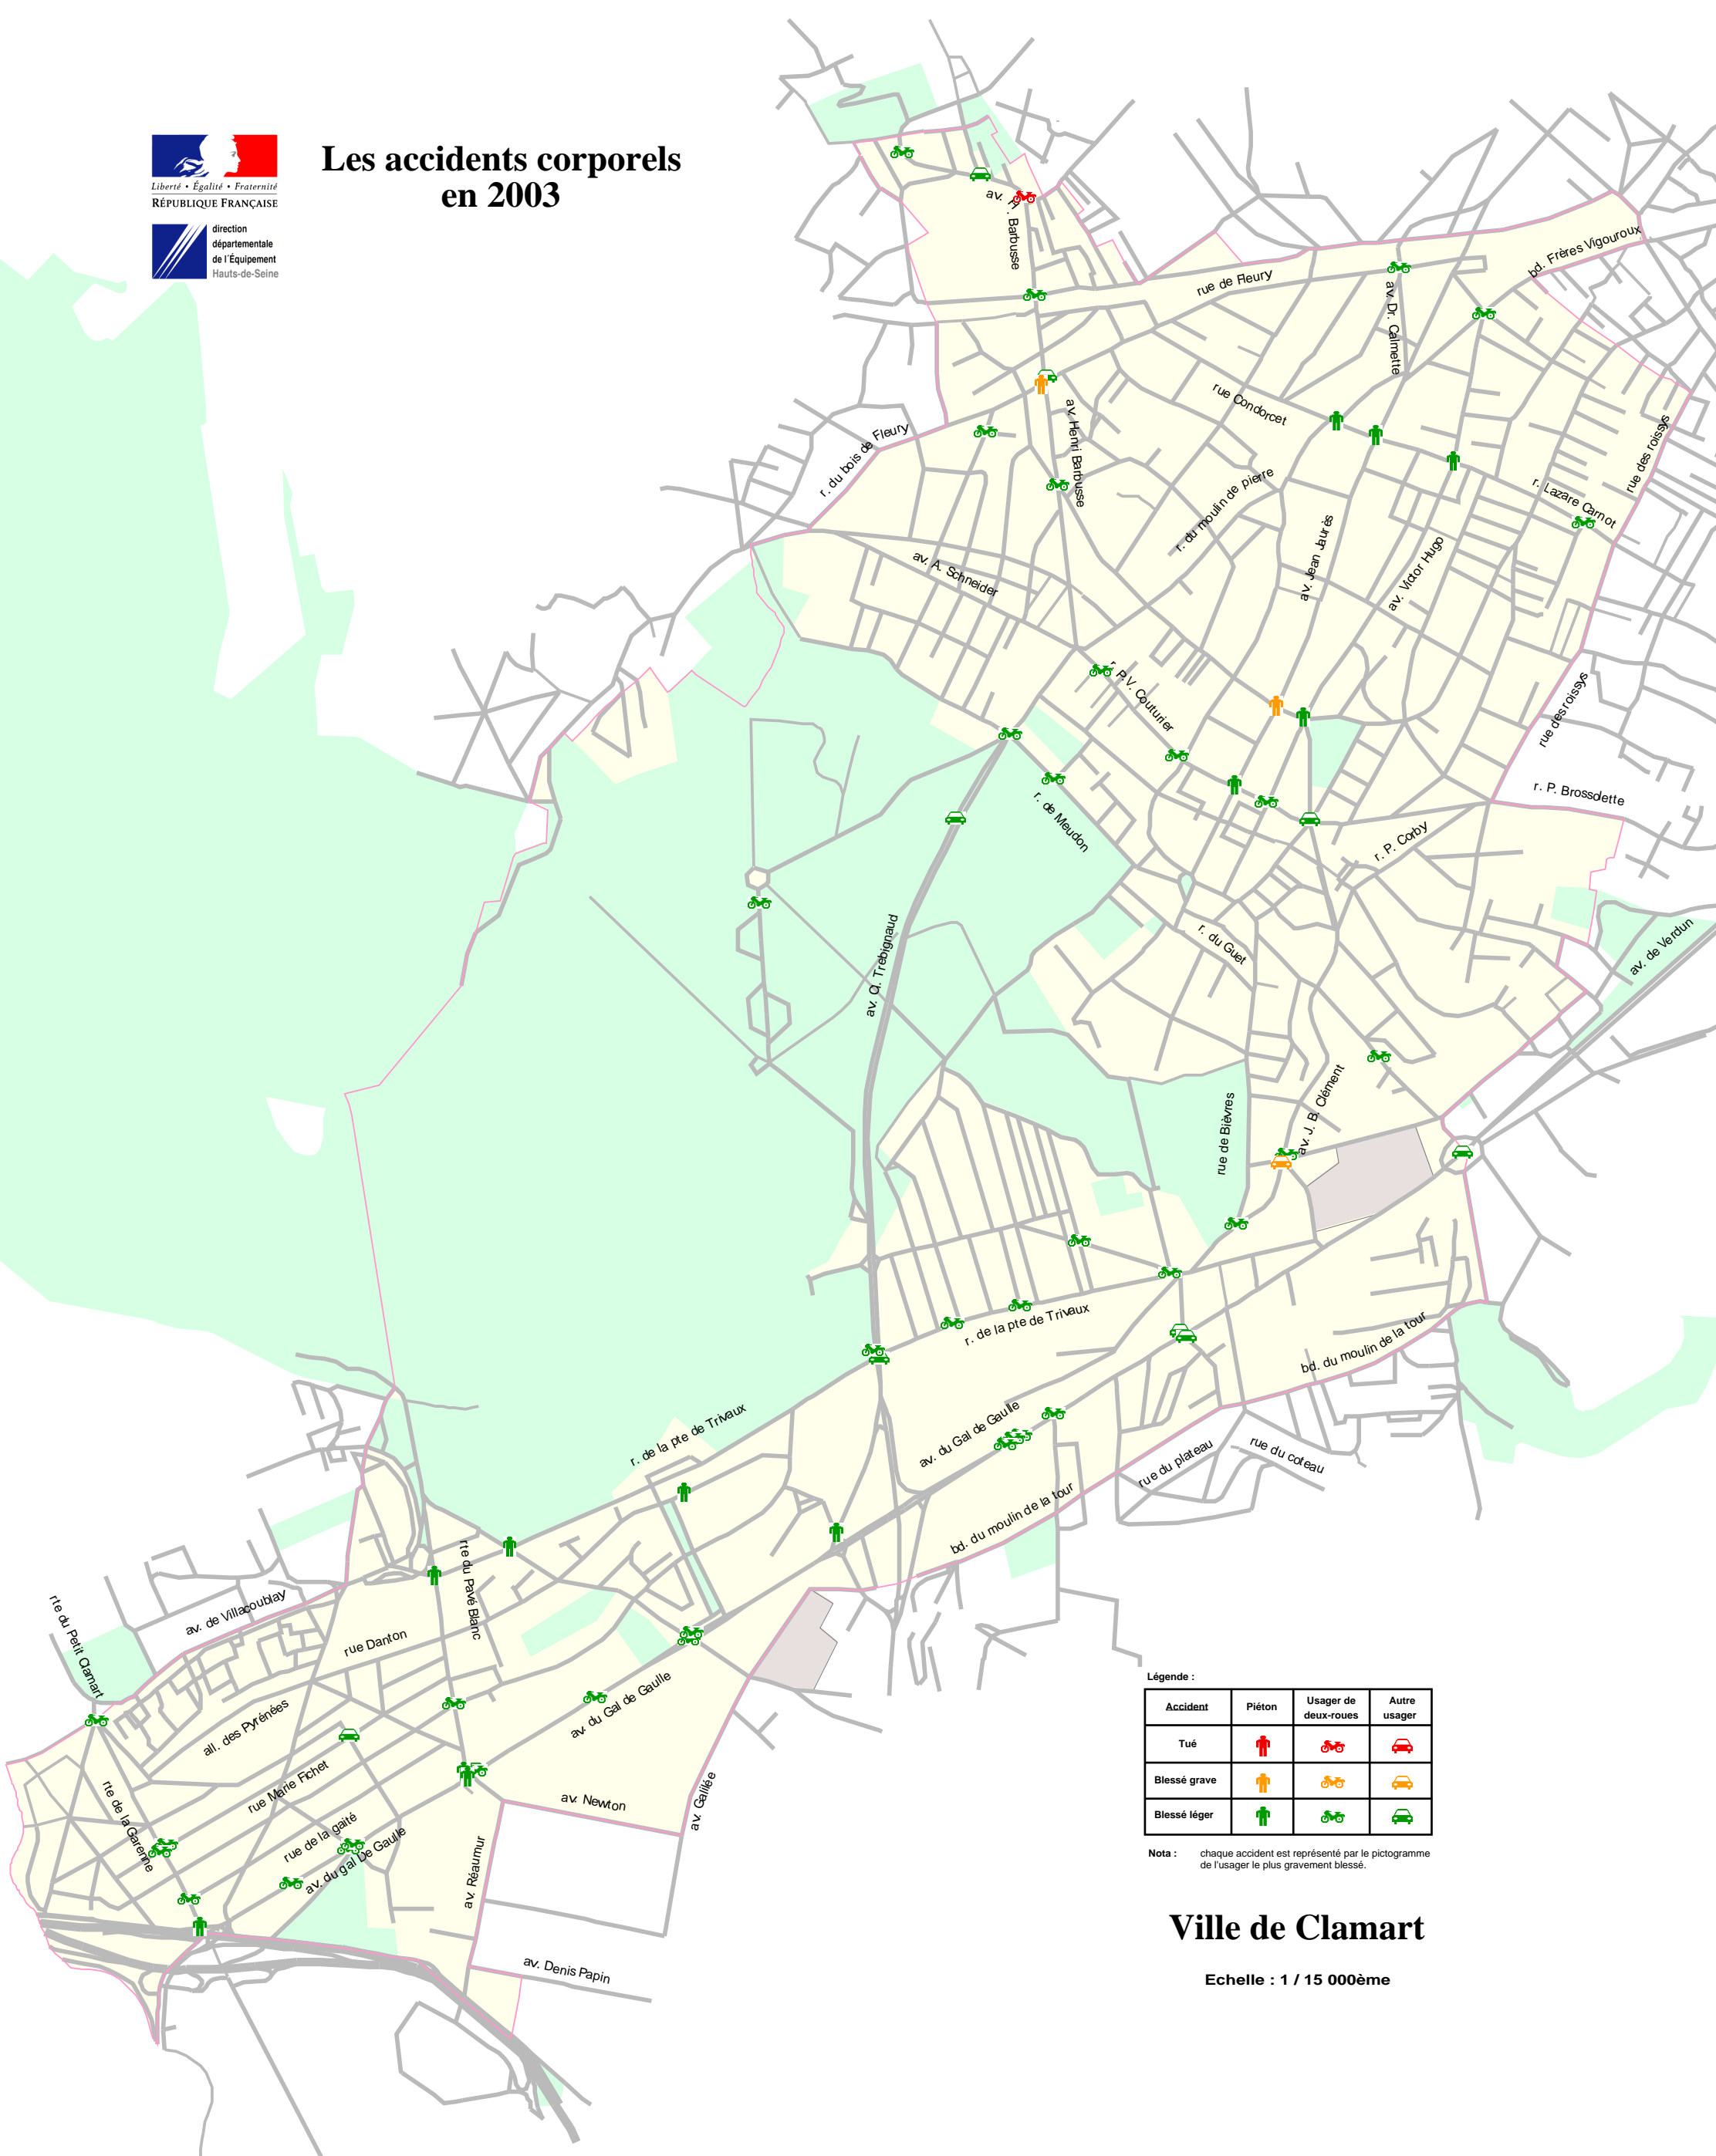 Les accidents corporels
en 2003
Liberté • Égalité • Fraternité
RÉPUBLIQUE FRANÇAISE
direction
départementale
de l'Équipement
Hauts-de-Seine
av. H. Barbusse
rue de Fleury
bd. Frères Vigouroux
av. Dr. Calmette
rue Condorcet
av. Henri Barbusse
r. du bois de Fleury
rue des roissys
r. du moulin de pierre
r. Lazare Carnot
av. Jean Jaurès
av. Victor Hugo
av. A. Schneider
r. P.V. Couturier
rue des roissys
r. P. Brossolette
r. de Meudon
r. P. Corby
r. du Guet
av. de Verdun
av. Cl. Trebignaud
av. J. B. Clément
rue de Bièvres
r. de la pte de Trivaux
bd. du moulin de la tour
r. de la pte de Trivaux
av. du Gal de Gaulle
rue du plateau
rue du coteau
bd. du moulin de la tour
rte du Pavé Blanc
rte du Petit Clamart
av. de Villacoublay
rue Danton
all. des Pyrénées
av. du Gal de Gaulle
rue Marie Fichet
rte de la Garenne
rue de la gaité
av. du gal De Gaulle
av. Newton
av. Galilée
av. Réaumur
av. Denis Papin
Légende :
Accident Piéton Usager de deux-roues Autre usager
Tué
Blessé grave
Blessé léger
Nota : chaque accident est représenté par le pictogramme
de l'usager le plus gravement blessé.
Ville de Clamart
Echelle : 1 / 15 000ème